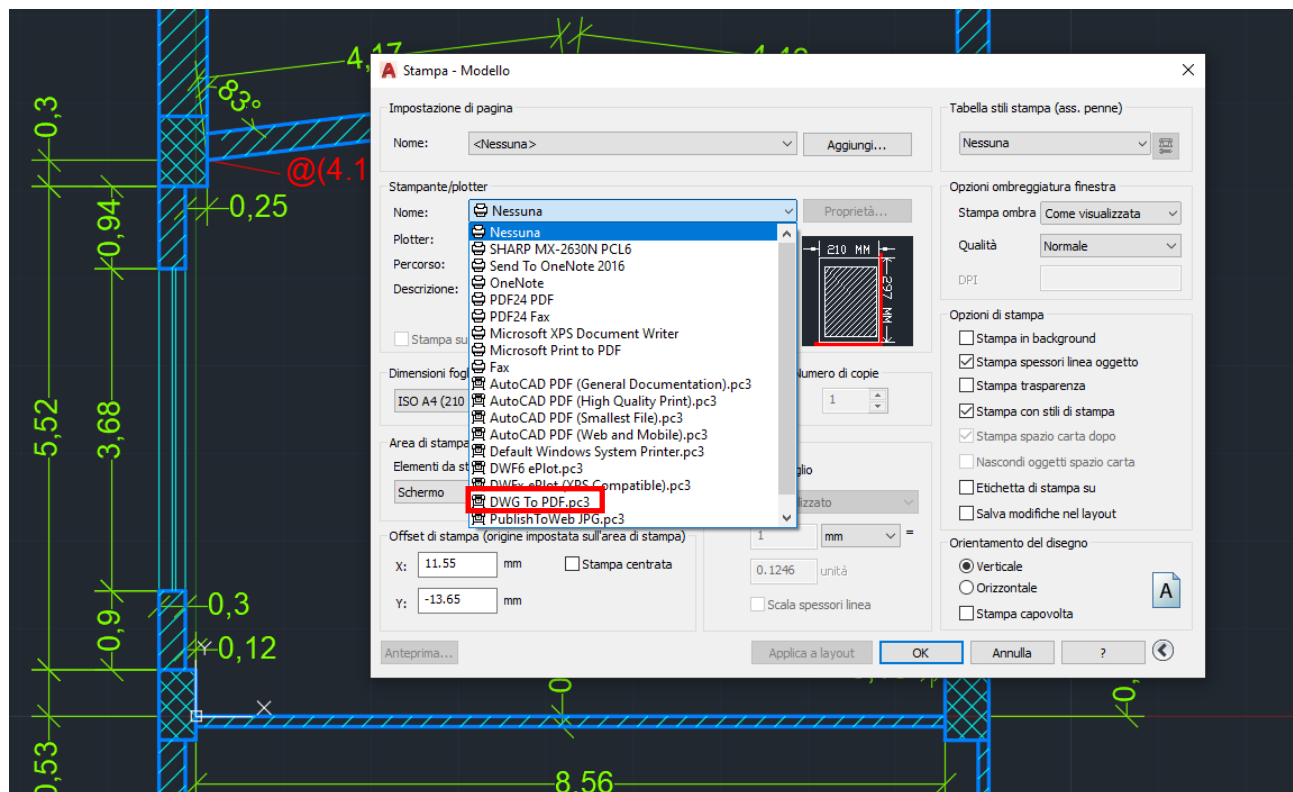 4,17
4,48
83°
0,3
@(4.1
0,25
0,94
5,52
3,68
0,3
0,9
0,12
Y
X
0,53
8,56
Stampa - Modello
Impostazione di pagina
Nome:
<Nessuna>
Aggiungi...
Stampante/plotter
Nome:
Nessuna
Proprietà...
Plotter:
Percorso:
Descrizione:
Stampa su
Nessuna
SHARP MX-2630N PCL6
Send To OneNote 2016
OneNote
PDF24 PDF
PDF24 Fax
Microsoft XPS Document Writer
Microsoft Print to PDF
Fax
AutoCAD PDF (General Documentation).pc3
AutoCAD PDF (High Quality Print).pc3
AutoCAD PDF (Smallest File).pc3
AutoCAD PDF (Web and Mobile).pc3
Default Windows System Printer.pc3
DWF6 ePlot.pc3
DWFx ePlot (XPS Compatible).pc3
DWG To PDF.pc3
PublishToWeb JPG.pc3
210 MM
297 MM
Dimensioni fogl
ISO A4 (210
Numero di copie
1
Area di stampa
Elementi da st
Schermo
glio
izzato
1
mm
=
0.1246
unità
Scala spessori linea
Offset di stampa (origine impostata sull'area di stampa)
X:
11.55
mm
Stampa centrata
Y:
-13.65
mm
Tabella stili stampa (ass. penne)
Nessuna
Opzioni ombreggiatura finestra
Stampa ombra
Come visualizzata
Qualità
Normale
DPI
Opzioni di stampa
Stampa in background
Stampa spessori linea oggetto
Stampa trasparenza
Stampa con stili di stampa
Stampa spazio carta dopo
Nascondi oggetti spazio carta
Etichetta di stampa su
Salva modifiche nel layout
Orientamento del disegno
Verticale
Orizzontale
Stampa capovolta
A
Anteprima...
Applica a layout
OK
Annulla
?